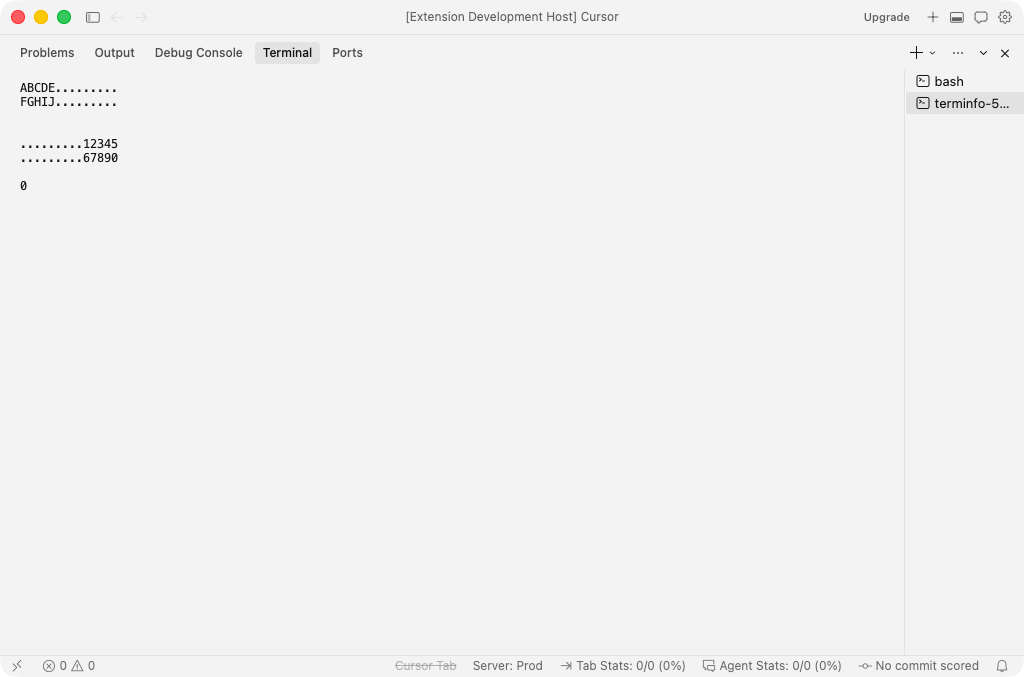 [Extension Development Host] Cursor
Upgrade
Problems Output Debug Console Terminal Ports
ABCDE.........
FGHIJ.........
.........12345
.........67890
0
bash
terminfo-5...
0 0 Cursor Tab Server: Prod Tab Stats: 0/0 (0%) Agent Stats: 0/0 (0%) No commit scored